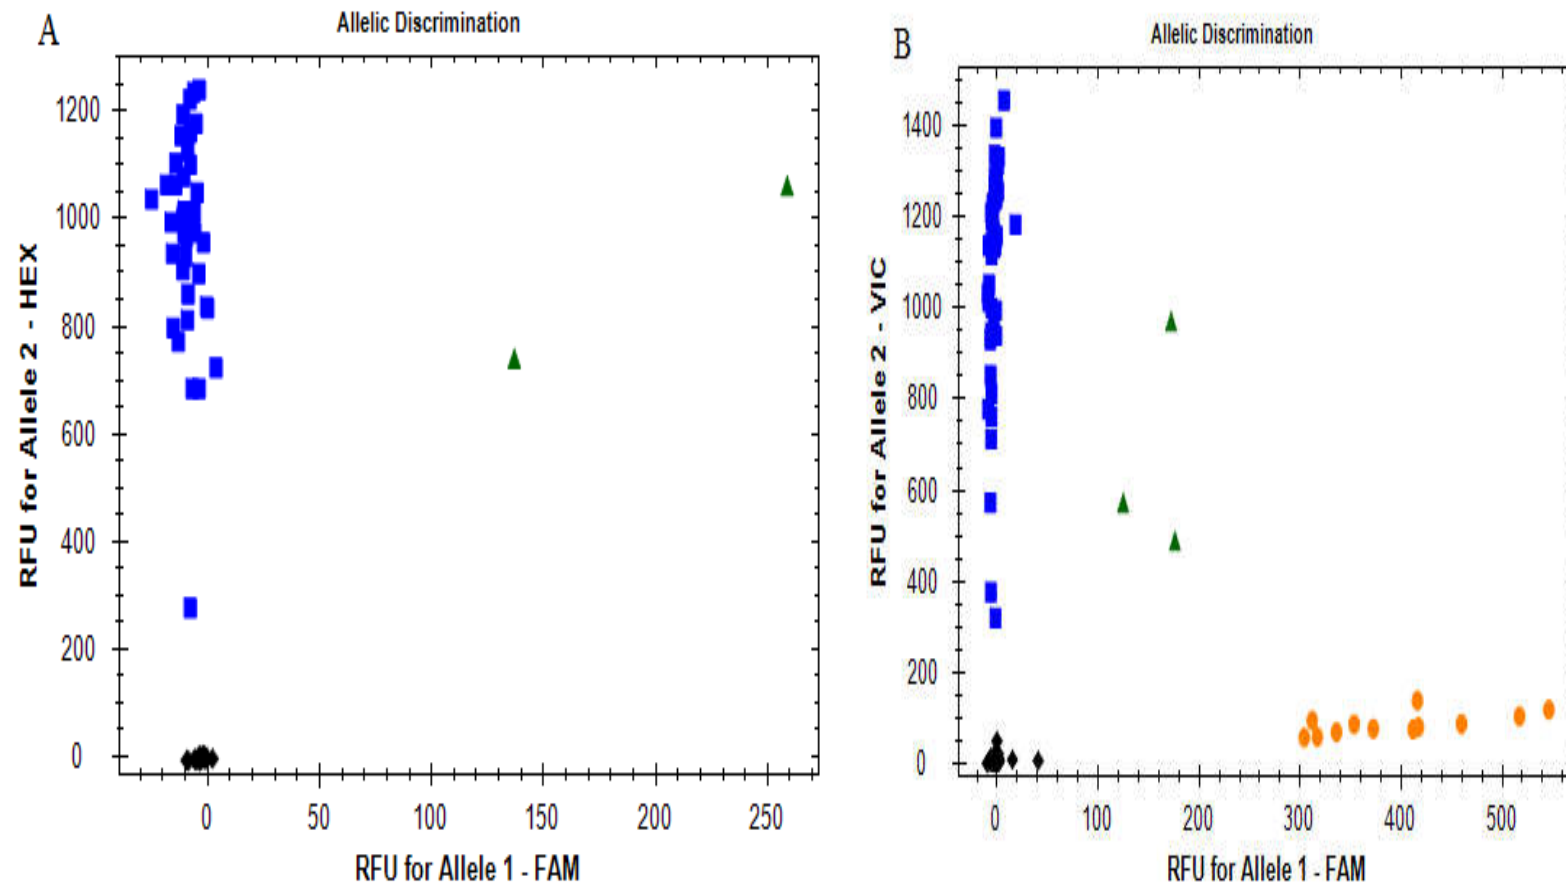 A
Allelic Discrimination
RFU for Allele 2 - HEX
1200
1000
800
600
400
200
0
0 50 100 150 200 250
RFU for Allele 1 - FAM
B
Allelic Discrimination
RFU for Allele 2 - VIC
1400
1200
1000
800
600
400
200
0
0 100 200 300 400 500
RFU for Allele 1 - FAM